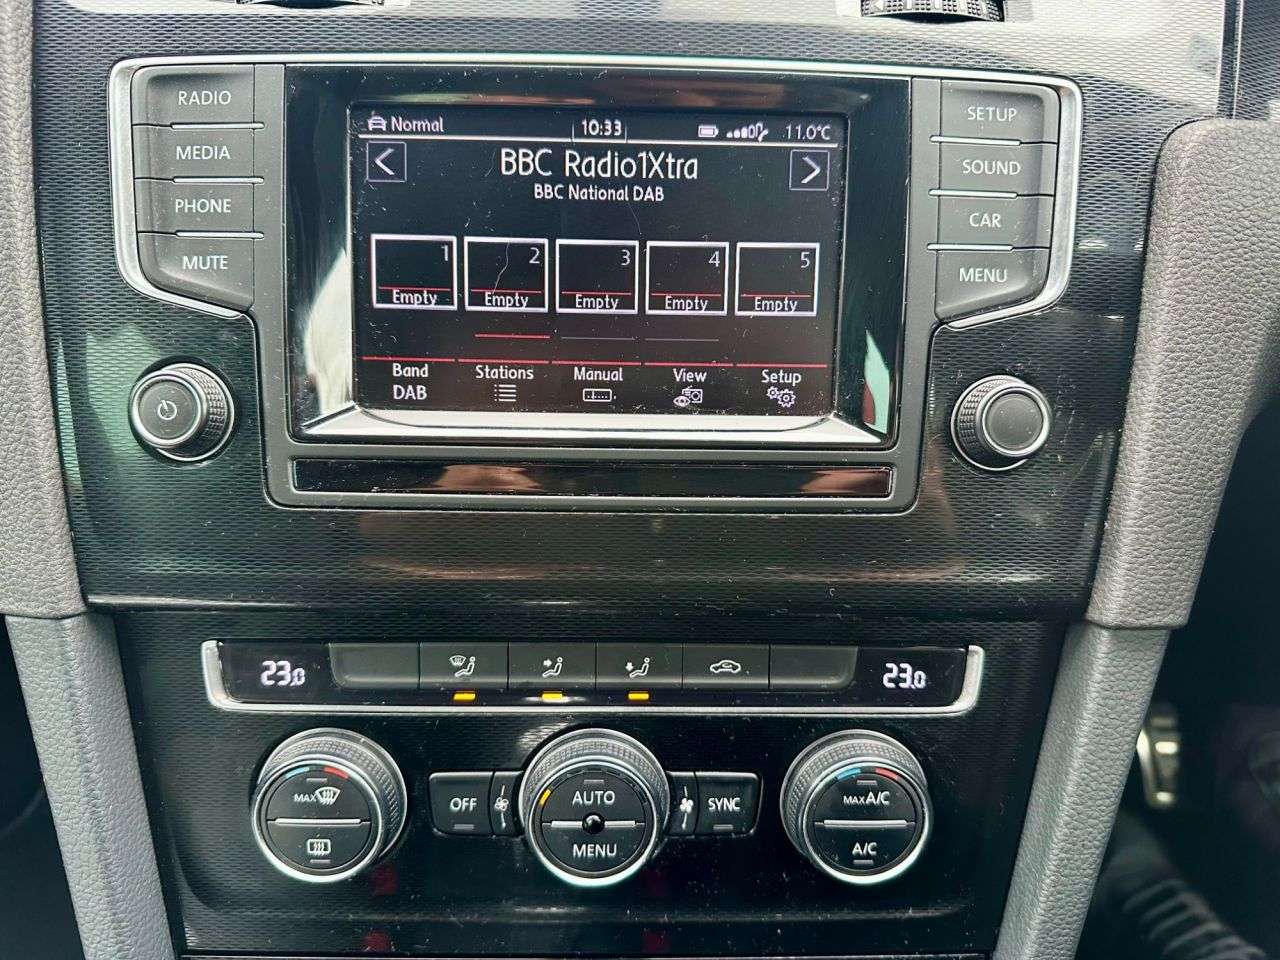 RADIO
MEDIA
PHONE
MUTE
Normal 10:33 11.0°C
BBC Radio1Xtra
BBC National DAB
1 2 3 4 5
Empty Empty Empty Empty Empty
Band Stations Manual View Setup
DAB
SETUP
SOUND
CAR
MENU
23.0 23.0
MAX
OFF
AUTO
MENU
SYNC
MAX A/C
A/C